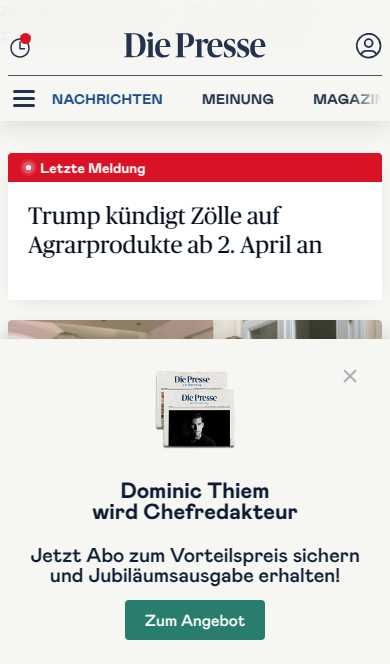 Die Presse
NACHRICHTEN MEINUNG MAGAZIN
Letzte Meldung
Trump kündigt Zölle auf
Agrarprodukte ab 2. April an
Die Presse
Die Presse
Dominic Thiem
wird Chefredakteur
Jetzt Abo zum Vorteilspreis sichern
und Jubiläumsausgabe erhalten!
Zum Angebot